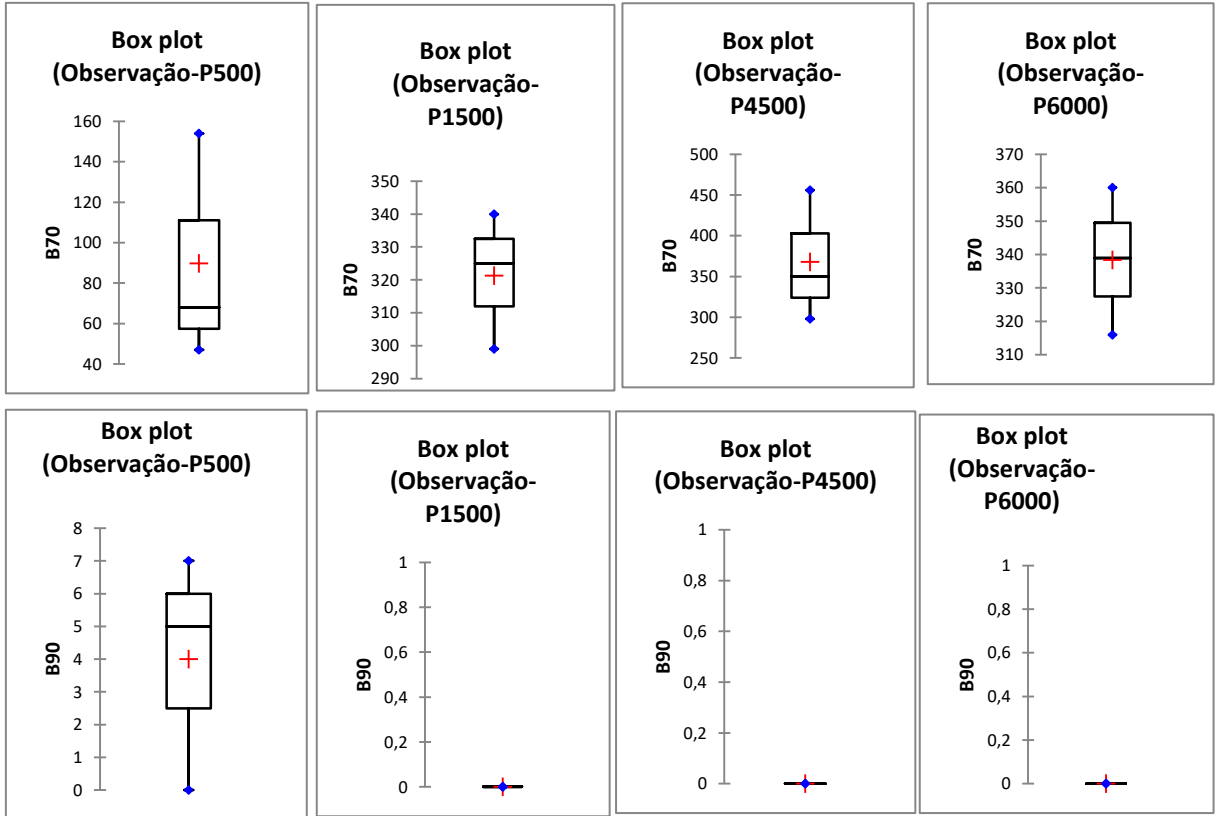 Box plot
(Observação-P500)
B70
160
140
120
100
80
60
40
Box plot
(Observação-
P1500)
B70
350
340
330
320
310
300
290
Box plot
(Observação-
P4500)
B70
500
450
400
350
300
250
Box plot
(Observação-
P6000)
B70
370
360
350
340
330
320
310
Box plot
(Observação-P500)
B90
8
7
6
5
4
3
2
1
0
Box plot
(Observação-
P1500)
B90
1
0,8
0,6
0,4
0,2
0
Box plot
(Observação-P4500)
B90
1
0,8
0,6
0,4
0,2
0
Box plot
(Observação-
P6000)
B90
1
0,8
0,6
0,4
0,2
0